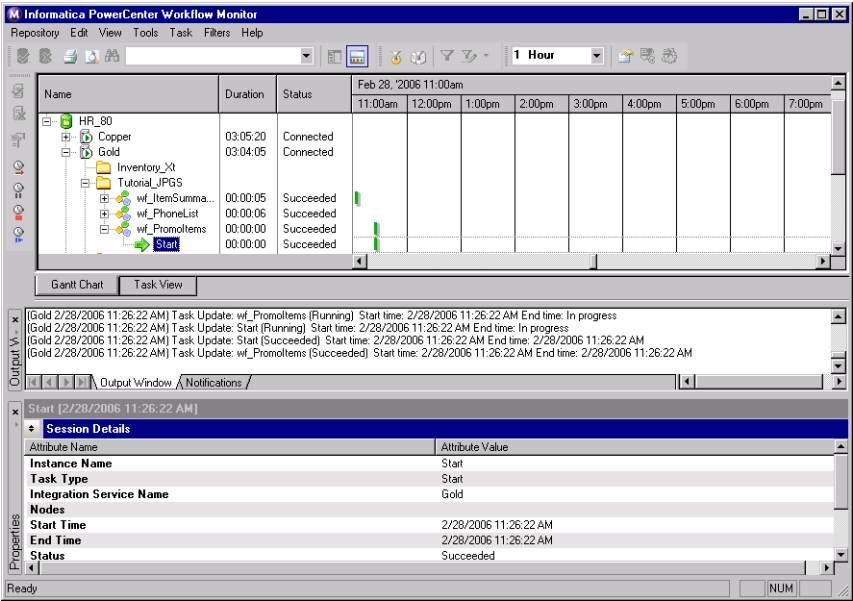 Informatica PowerCenter Workflow Monitor
Repository Edit View Tools Task Filters Help
1 Hour
Name Duration Status Feb 28, '2006 11:00am
11:00am 12:00pm 1:00pm 2:00pm 3:00pm 4:00pm 5:00pm 6:00pm 7:00pm
HR_80
Copper 03:05:20 Connected
Gold 03:04:05 Connected
Inventory_Xt
Tutorial_JPGS
wf_ItemSumma... 00:00:05 Succeeded
wf_PhoneList 00:00:06 Succeeded
wf_PromoItems 00:00:00 Succeeded
Start 00:00:00 Succeeded
Gantt Chart Task View
(Gold 2/28/2006 11:26:22 AM) Task Update: wf_PromoItems (Running) Start time: 2/28/2006 11:26:22 AM End time: In progress
(Gold 2/28/2006 11:26:22 AM) Task Update: Start (Running) Start time: 2/28/2006 11:26:22 AM End time: In progress
(Gold 2/28/2006 11:26:22 AM) Task Update: Start (Succeeded) Start time: 2/28/2006 11:26:22 AM End time: 2/28/2006 11:26:22 AM
(Gold 2/28/2006 11:26:22 AM) Task Update: wf_PromoItems (Succeeded) Start time: 2/28/2006 11:26:22 AM End time: 2/28/2006 11:26:22 AM
Output W...
Output Window Notifications
Start [2/28/2006 11:26:22 AM]
Session Details
Attribute Name Attribute Value
Instance Name Start
Task Type Start
Integration Service Name Gold
Nodes
Start Time 2/28/2006 11:26:22 AM
End Time 2/28/2006 11:26:22 AM
Status Succeeded
Properties
Ready NUM